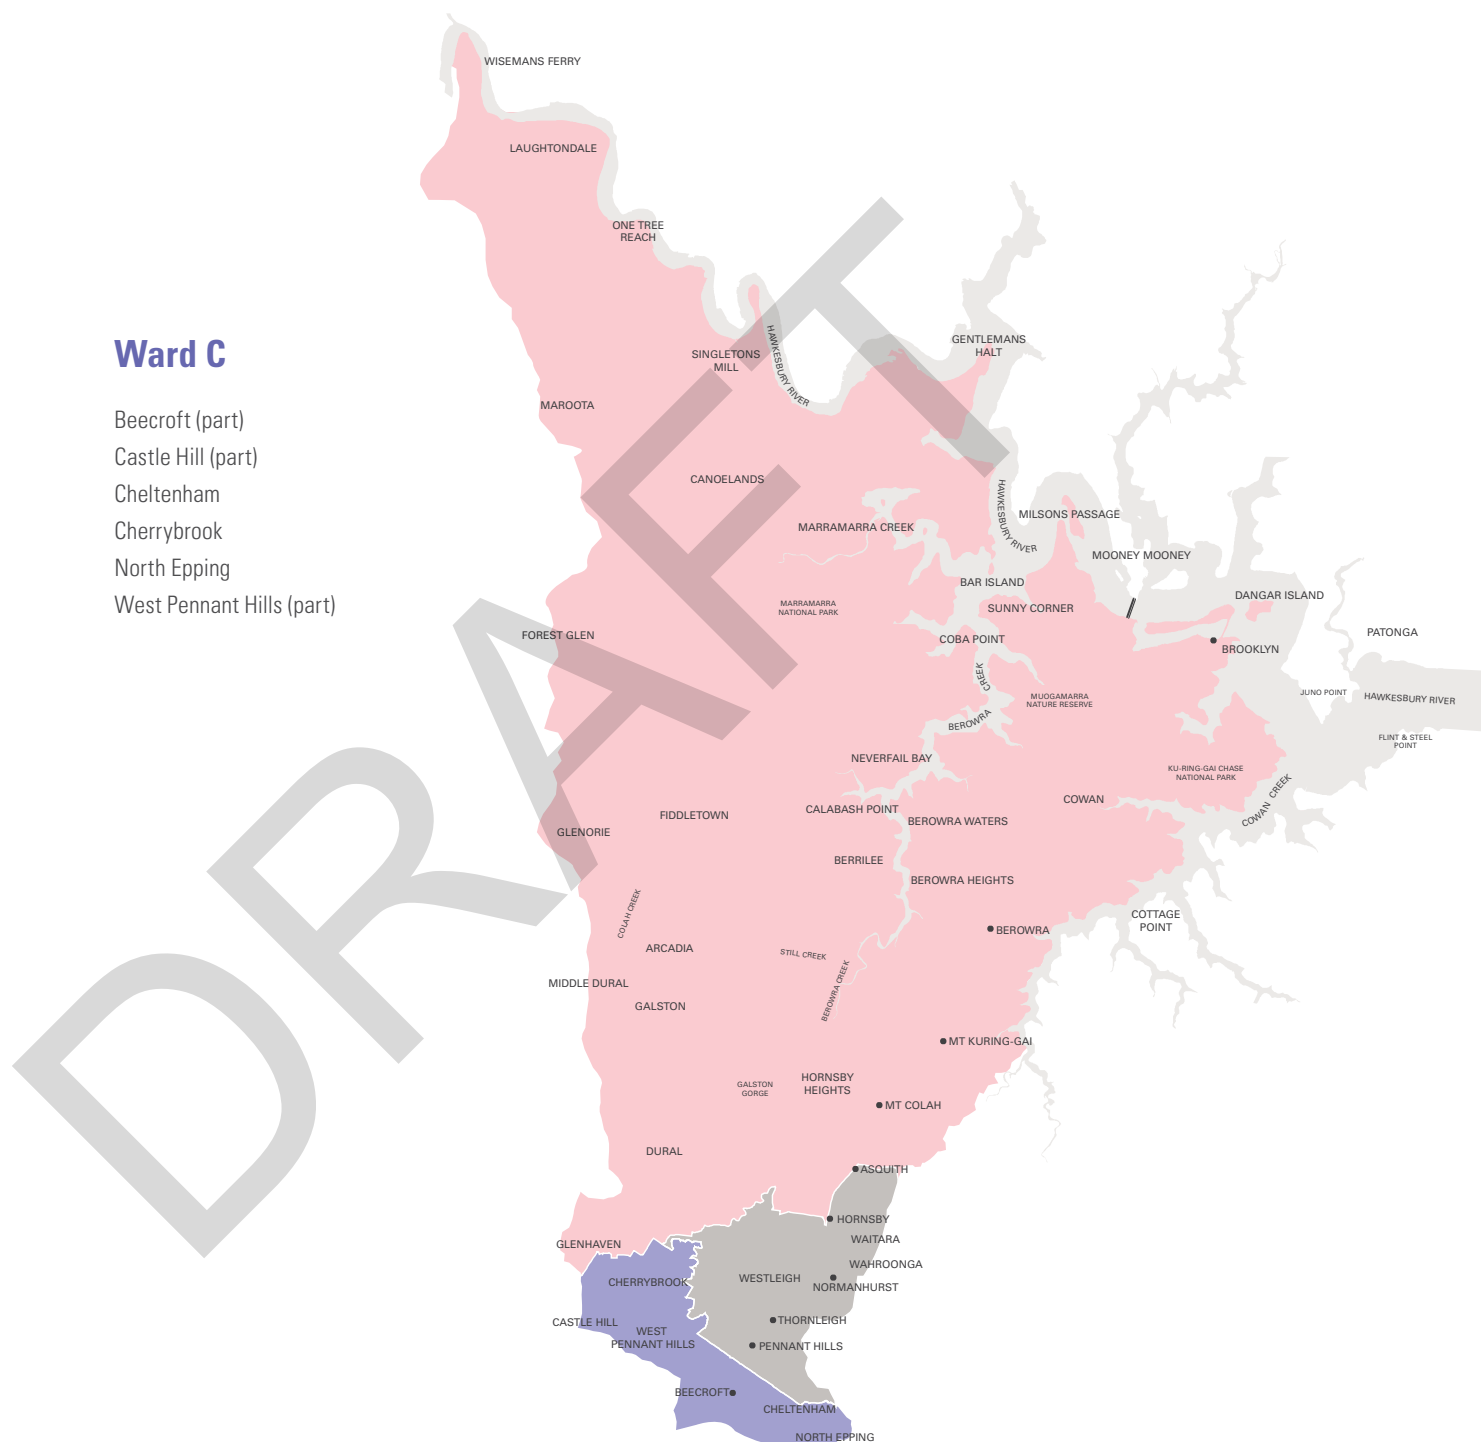 WISEMANS FERRY
LAUGHTONDALE
ONE TREE
REACH
Ward C
Beecroft (part)
Castle Hill (part)
Cheltenham
Cherrybrook
North Epping
West Pennant Hills (part)
SINGLETONS
MILL
HAWKESBURY RIVER
GENTLEMANS
HALT
MAROOTA
CANOELANDS
HAWKESBURY RIVER
MILSONS PASSAGE
MARRAMARRA CREEK
MOONEY MOONEY
BAR ISLAND
DANGAR ISLAND
MARRAMARRA
NATIONAL PARK
SUNNY CORNER
FOREST GLEN
COBA POINT
PATONGA
BROOKLYN
CREEK
BEROWRA
MUOGAMARRA
NATURE RESERVE
JUNO POINT
HAWKESBURY RIVER
FLINT & STEEL
POINT
NEVERFAIL BAY
KU-RING-GAI CHASE
NATIONAL PARK
COWAN CREEK
COWAN
CALABASH POINT
FIDDLETOWN
BEROWRA WATERS
GLENORIE
BERRILEE
BEROWRA HEIGHTS
COLAH CREEK
COTTAGE
POINT
BEROWRA
ARCADIA
STILL CREEK
BEROWRA CREEK
MIDDLE DURAL
GALSTON
MT KURING-GAI
HORNSBY
HEIGHTS
GALSTON
GORGE
MT COLAH
DURAL
ASQUITH
HORNSBY
WAITARA
GLENHAVEN
WAHROONGA
CHERRYBROOK
WESTLEIGH
NORMANHURST
CASTLE HILL
THORNLEIGH
WEST
PENNANT HILLS
PENNANT HILLS
BEECROFT
CHELTENHAM
NORTH EPPING
DRAFT